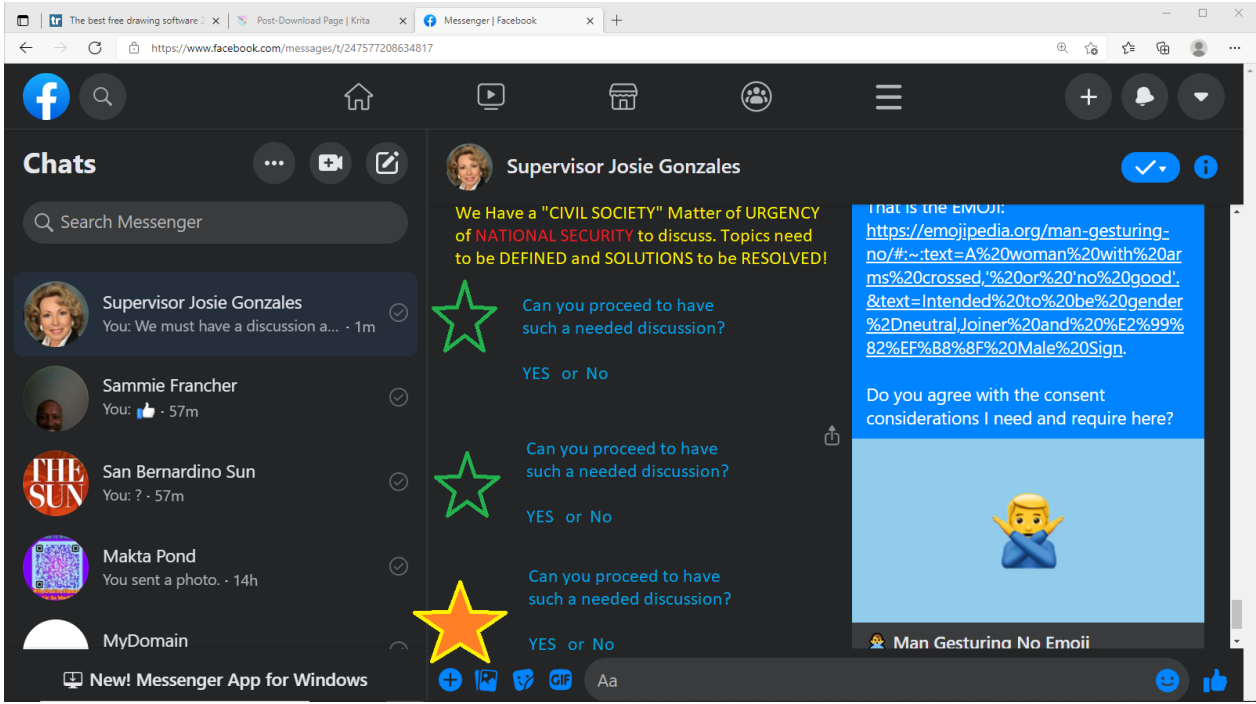 The best free drawing software 2
Post-Download Page | Krita
Messenger | Facebook
https://www.facebook.com/messages/t/247577208634817
Chats
Search Messenger
Supervisor Josie Gonzales
You: We must have a discussion a... · 1m
Sammie Francher
You: 👍 · 57m
THE
SUN
San Bernardino Sun
You: ? · 57m
Makta Pond
You sent a photo. · 14h
MyDomain
New! Messenger App for Windows
Supervisor Josie Gonzales
We Have a "CIVIL SOCIETY" Matter of URGENCY
of NATIONAL SECURITY to discuss. Topics need
to be DEFINED and SOLUTIONS to be RESOLVED!
Can you proceed to have
such a needed discussion?
YES or No
Can you proceed to have
such a needed discussion?
YES or No
Can you proceed to have
such a needed discussion?
YES or No
That is the EMOJI:
https://emojipedia.org/man-gesturing-
no/#:~:text=A%20woman%20with%20ar
ms%20crossed,'%20or%20'no%20good'.
&text=Intended%20to%20be%20gender
%2Dneutral,Joiner%20and%20%E2%99%
82%EF%B8%8F%20Male%20Sign.
Do you agree with the consent
considerations I need and require here?
Man Gesturing No Emoji
GIF
Aa